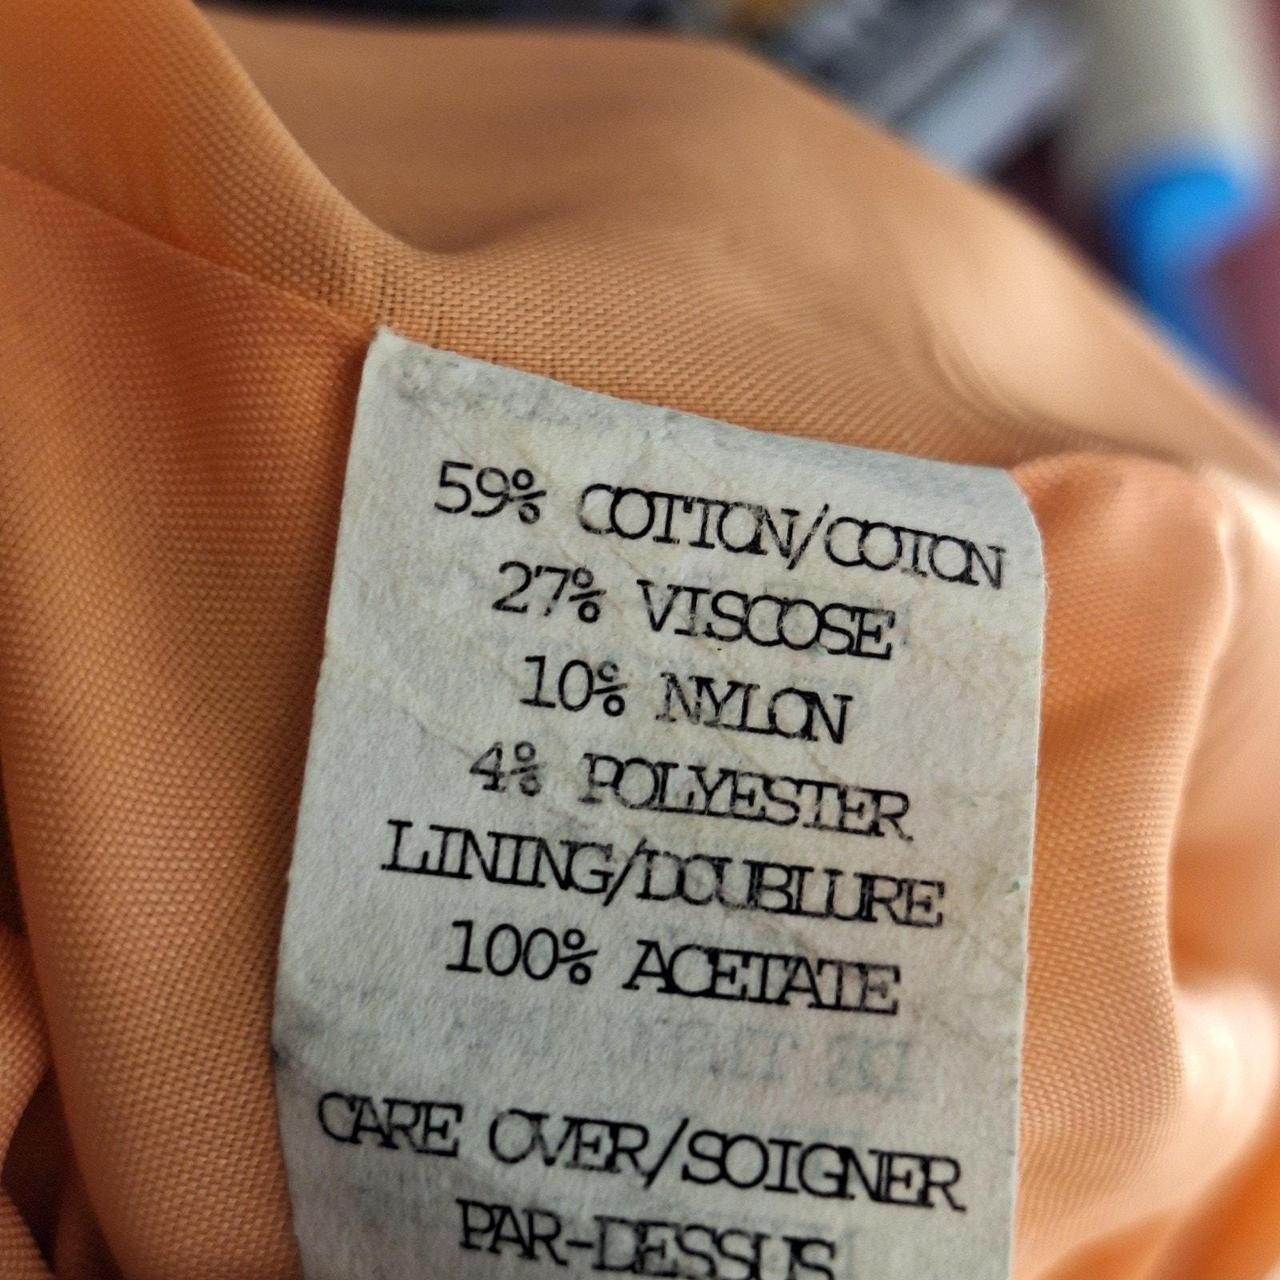 59% COTTON/COTON
27% VISCOSE
10% NYLON
4% POLYESTER
LINING/DOUBLURE
100% ACETATE
CARE OVER/SOIGNER
PAR-DESSUS